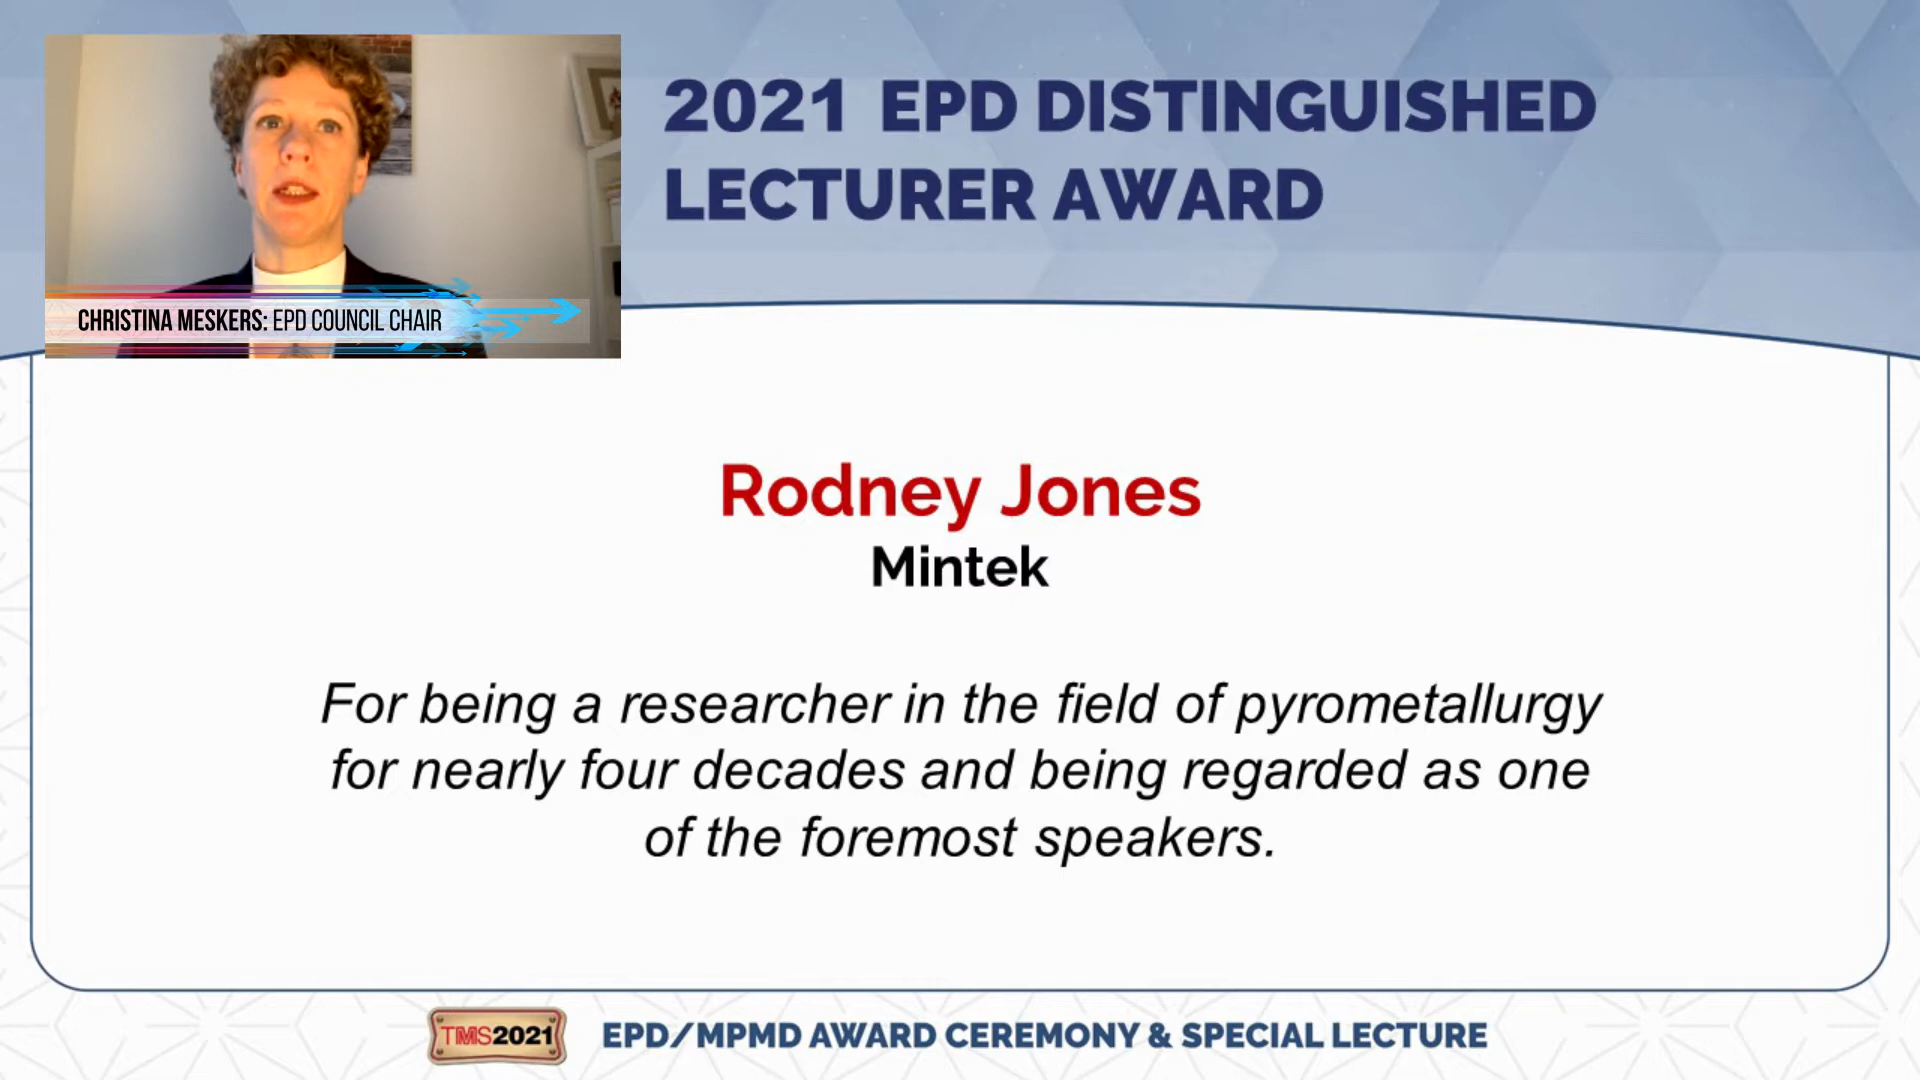 2021 EPD DISTINGUISHED
LECTURER AWARD
CHRISTINA MESKERS: EPD COUNCIL CHAIR
Rodney Jones
Mintek
For being a researcher in the field of pyrometallurgy
for nearly four decades and being regarded as one
of the foremost speakers.
TMS2021
EPD/MPMD AWARD CEREMONY & SPECIAL LECTURE